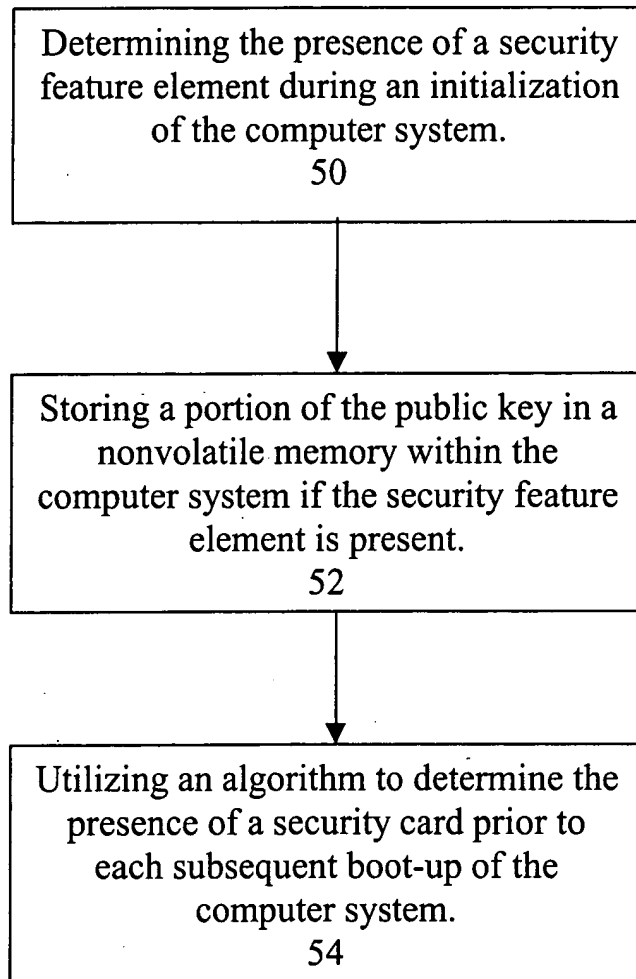 Determining the presence of a security
feature element during an initialization
of the computer system.
50
Storing a portion of the public key in a
nonvolatile memory within the
computer system if the security feature
element is present.
52
Utilizing an algorithm to determine the
presence of a security card prior to
each subsequent boot-up of the
computer system.
54